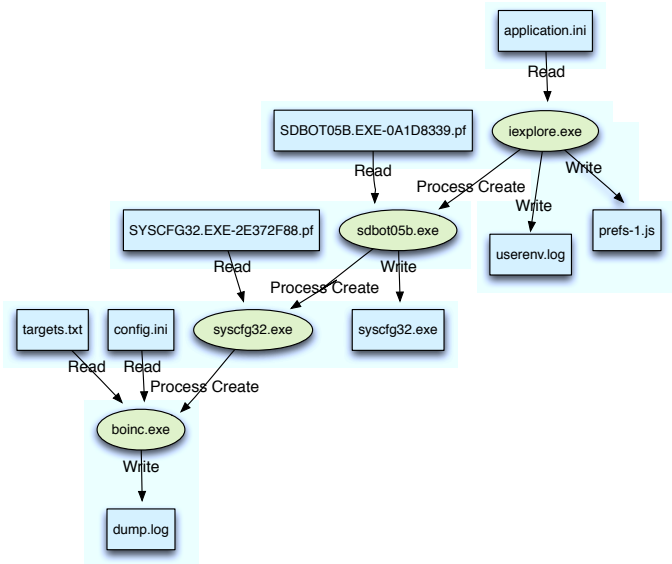 application.ini
Read
SDBOT05B.EXE-0A1D8339.pf
iexplore.exe
Read
Write
Process Create
Write
SYSCFG32.EXE-2E372F88.pf
sdbot05b.exe
userenv.log
prefs-1.js
Read
Write
Process Create
targets.txt
config.ini
syscfg32.exe
syscfg32.exe
Read
Read
Process Create
boinc.exe
Write
dump.log